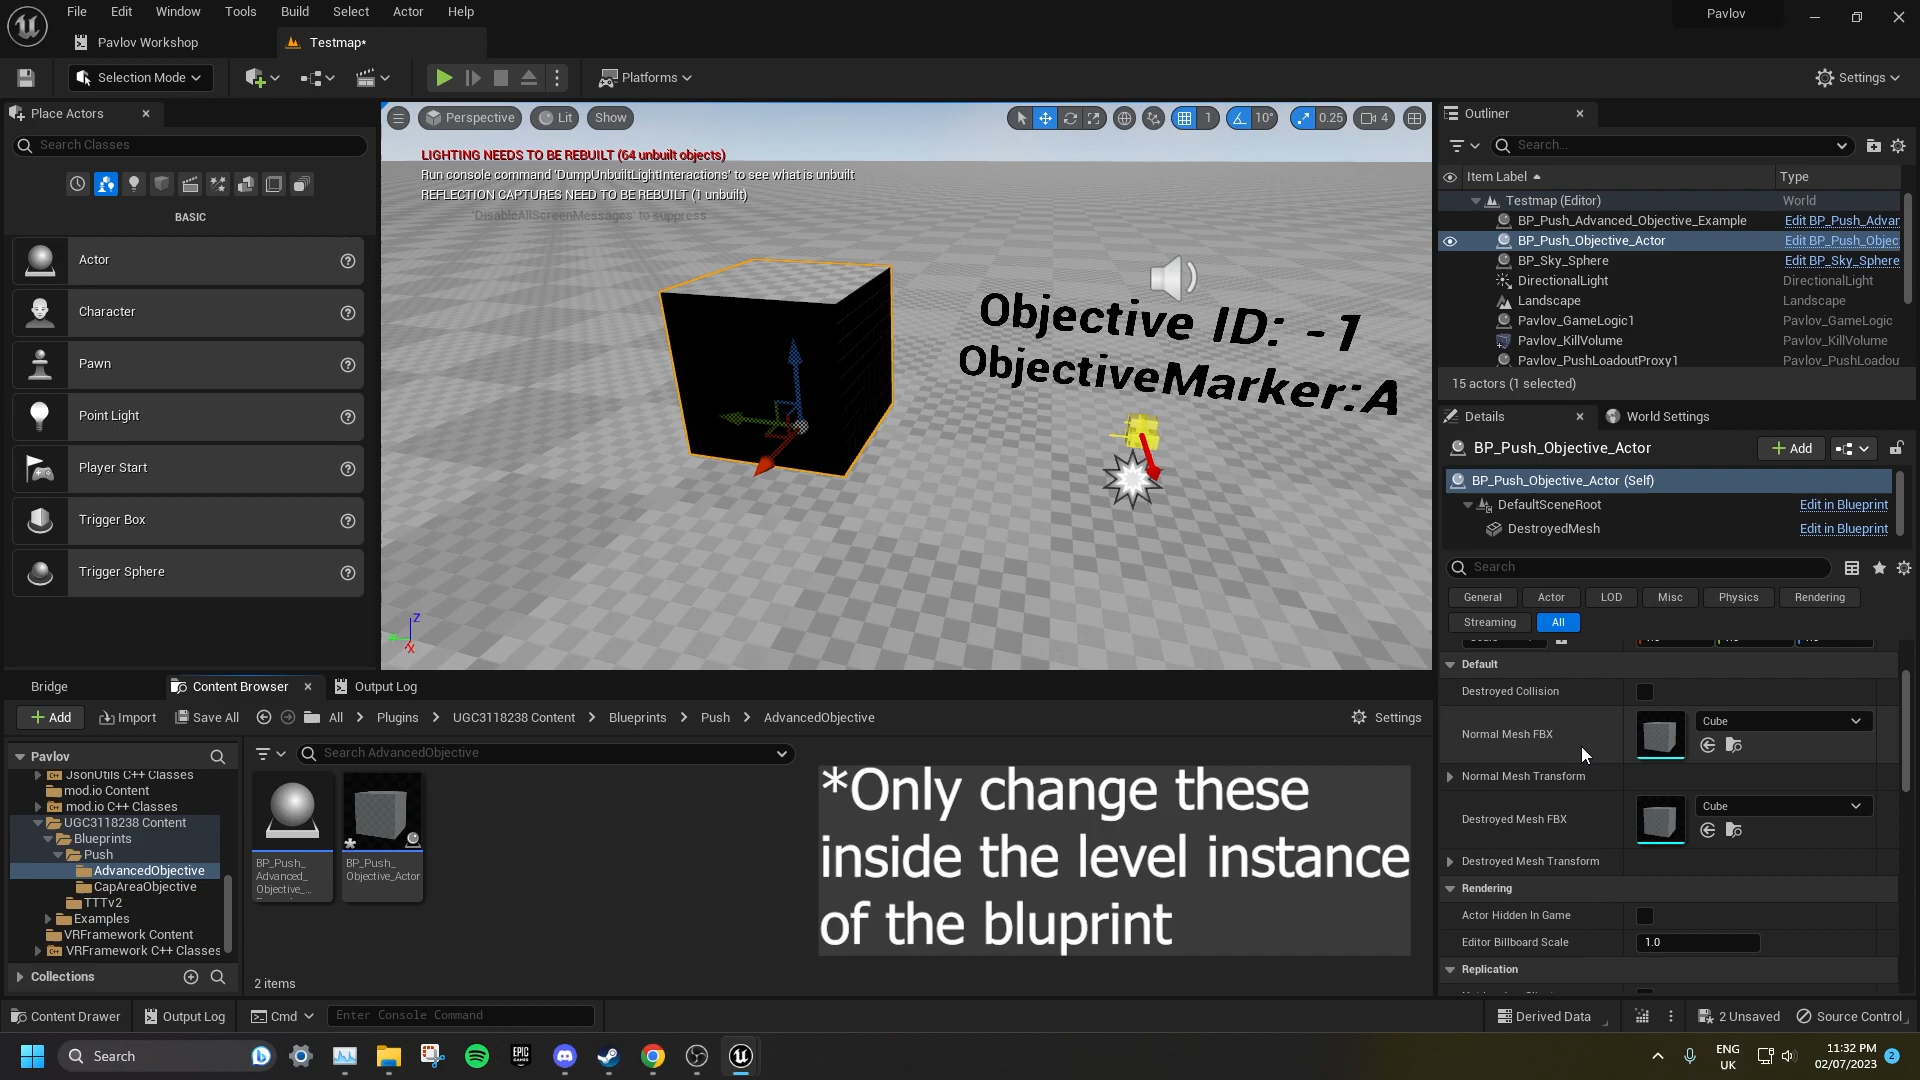 File Edit Window Tools Build Select Actor Help
Pavlov
Pavlov Workshop
Testmap*
Selection Mode
Platforms
Settings
Place Actors
Search Classes
BASIC
Actor
Character
Pawn
Point Light
Player Start
Trigger Box
Trigger Sphere
Perspective Lit Show
1 10° 0.25 4
LIGHTING NEEDS TO BE REBUILT (64 unbuilt objects)
Run console command 'DumpUnbuiltLightInteractions' to see what is unbuilt
REFLECTION CAPTURES NEED TO BE REBUILT (1 unbuilt)
'DisableAllScreenMessages' to suppress
Objective ID: -1
ObjectiveMarker:A
Z
X
Outliner
Search...
Item Label Type
Testmap (Editor) World
BP_Push_Advanced_Objective_Example Edit BP_Push_Advan
BP_Push_Objective_Actor Edit BP_Push_Objec
BP_Sky_Sphere Edit BP_Sky_Sphere
DirectionalLight DirectionalLight
Landscape Landscape
Pavlov_GameLogic1 Pavlov_GameLogic
Pavlov_KillVolume Pavlov_KillVolume
Pavlov_PushLoadoutProxy1 Pavlov_PushLoadou
15 actors (1 selected)
Details World Settings
BP_Push_Objective_Actor Add
BP_Push_Objective_Actor (Self)
DefaultSceneRoot Edit in Blueprint
DestroyedMesh Edit in Blueprint
Search
General Actor LOD Misc Physics Rendering
Streaming All
Default
Destroyed Collision
Normal Mesh FBX Cube
Normal Mesh Transform
Destroyed Mesh FBX Cube
Destroyed Mesh Transform
Rendering
Actor Hidden In Game
Editor Billboard Scale 1.0
Replication
Bridge Content Browser Output Log
Add Import Save All All Plugins UGC3118238 Content Blueprints Push AdvancedObjective Settings
Pavlov
Search AdvancedObjective
JsonUtils C++ Classes
mod.io Content
mod.io C++ Classes
UGC3118238 Content
Blueprints
Push
AdvancedObjective
CapAreaObjective
TTTv2
Examples
VRFramework Content
VRFramework C++ Classes
Collections
BP_Push_
Advanced_
Objective_...
BP_Push_
Objective_Actor
2 items
*Only change these
inside the level instance
of the bluprint
Content Drawer Output Log Cmd Enter Console Command Derived Data 2 Unsaved Source Control
Search
EPIC
GAMES
ENG
UK
11:32 PM
02/07/2023
2